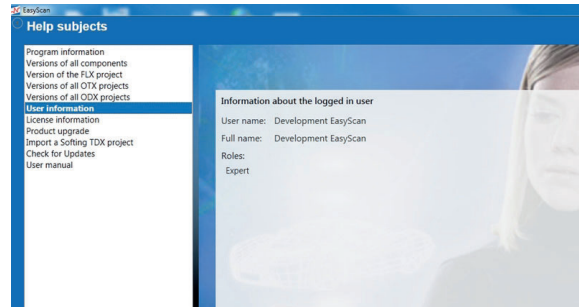 EasyScan
Help subjects
Program information
Versions of all components
Version of the FLX project
Versions of all OTX projects
Versions of all ODX projects
User information
License information
Product upgrade
Import a Softing TDX project
Check for Updates
User manual
Information about the logged in user
User name: Development EasyScan
Full name: Development EasyScan
Roles:
Expert